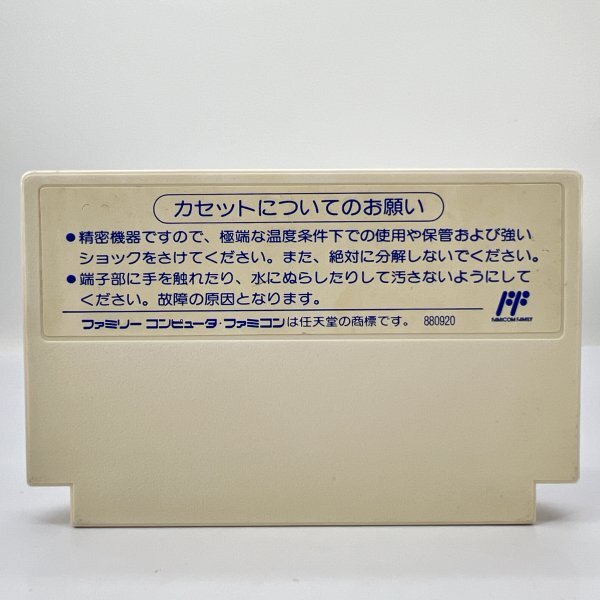 カセットについてのお願い
●精密機器ですので、極端な温度条件下での使用や保管および強い
ショックをさけてください。また、絶対に分解しないでください。
●端子部に手を触れたり、水にぬらしたりして汚さないようにして
ください。故障の原因となります。
ファミリー コンピュータ・ファミコンは任天堂の商標です。 880920
FAMICOM FAMILY